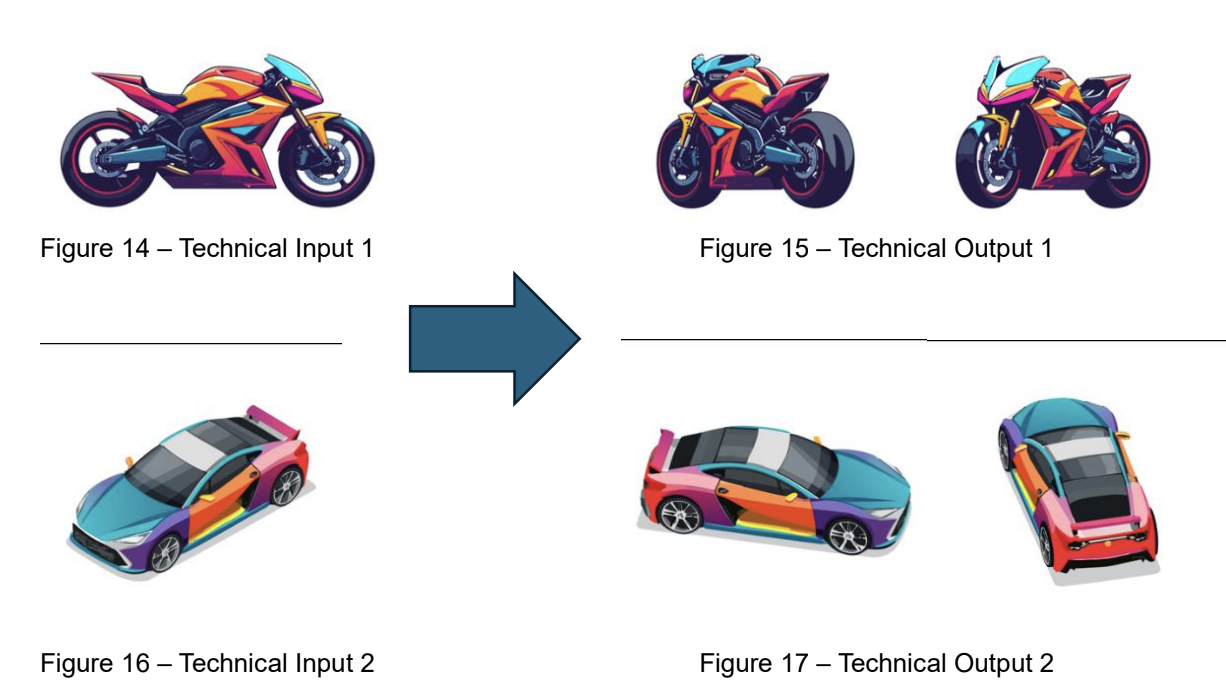 Figure 14 – Technical Input 1
Figure 15 – Technical Output 1
Figure 16 – Technical Input 2
Figure 17 – Technical Output 2